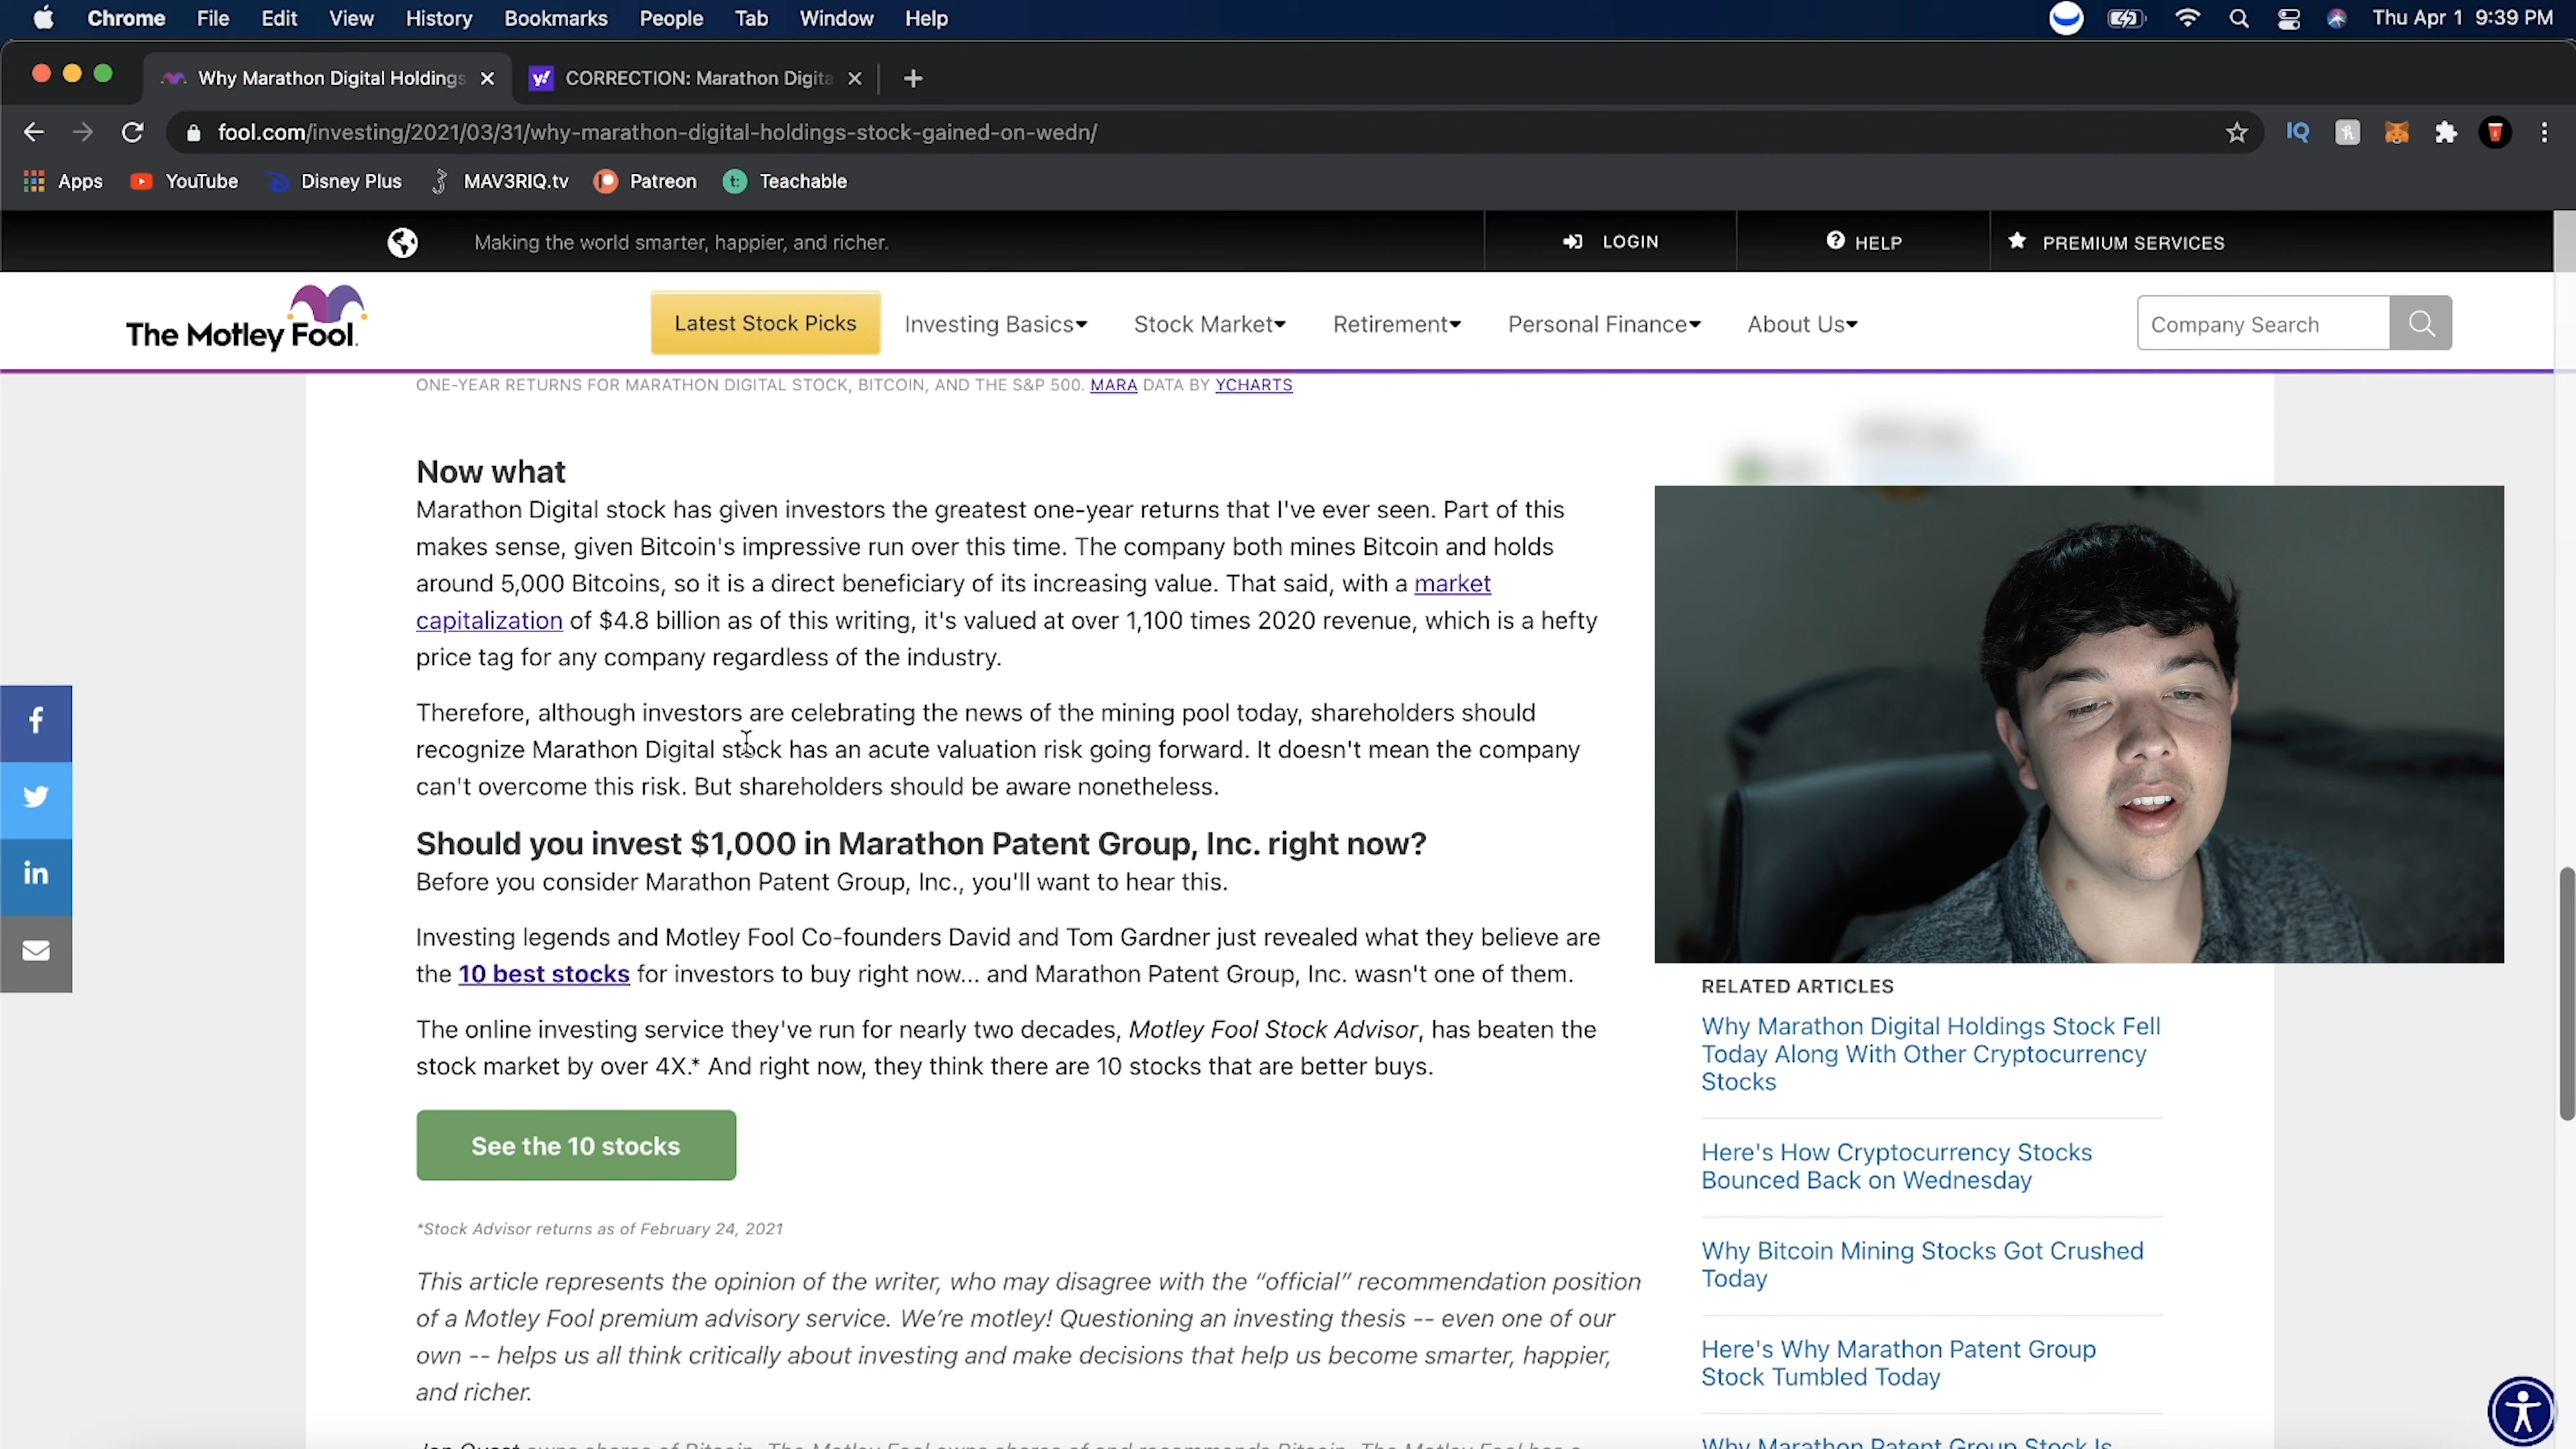 Chrome File Edit View History Bookmarks People Tab Window Help Thu Apr 1 9:39 PM
Why Marathon Digital Holdings CORRECTION: Marathon Digita
fool.com/investing/2021/03/31/why-marathon-digital-holdings-stock-gained-on-wedn/
Apps YouTube Disney Plus MAV3RIQ.tv Patreon Teachable
Making the world smarter, happier, and richer. LOGIN HELP PREMIUM SERVICES
The Motley Fool. Latest Stock Picks Investing Basics Stock Market Retirement Personal Finance About Us Company Search
ONE-YEAR RETURNS FOR MARATHON DIGITAL STOCK, BITCOIN, AND THE S&P 500. MARA DATA BY YCHARTS
Now what
Marathon Digital stock has given investors the greatest one-year returns that I've ever seen. Part of this
makes sense, given Bitcoin's impressive run over this time. The company both mines Bitcoin and holds
around 5,000 Bitcoins, so it is a direct beneficiary of its increasing value. That said, with a market
capitalization of $4.8 billion as of this writing, it's valued at over 1,100 times 2020 revenue, which is a hefty
price tag for any company regardless of the industry.
Therefore, although investors are celebrating the news of the mining pool today, shareholders should
recognize Marathon Digital stock has an acute valuation risk going forward. It doesn't mean the company
can't overcome this risk. But shareholders should be aware nonetheless.
Should you invest $1,000 in Marathon Patent Group, Inc. right now?
Before you consider Marathon Patent Group, Inc., you'll want to hear this.
Investing legends and Motley Fool Co-founders David and Tom Gardner just revealed what they believe are
the 10 best stocks for investors to buy right now... and Marathon Patent Group, Inc. wasn't one of them.
The online investing service they've run for nearly two decades, Motley Fool Stock Advisor, has beaten the
stock market by over 4X.* And right now, they think there are 10 stocks that are better buys.
See the 10 stocks
*Stock Advisor returns as of February 24, 2021
This article represents the opinion of the writer, who may disagree with the “official” recommendation position
of a Motley Fool premium advisory service. We’re motley! Questioning an investing thesis -- even one of our
own -- helps us all think critically about investing and make decisions that help us become smarter, happier,
and richer.
RELATED ARTICLES
Why Marathon Digital Holdings Stock Fell
Today Along With Other Cryptocurrency
Stocks
Here's How Cryptocurrency Stocks
Bounced Back on Wednesday
Why Bitcoin Mining Stocks Got Crushed
Today
Here's Why Marathon Patent Group
Stock Tumbled Today
Why Marathon Patent Group Stock Is